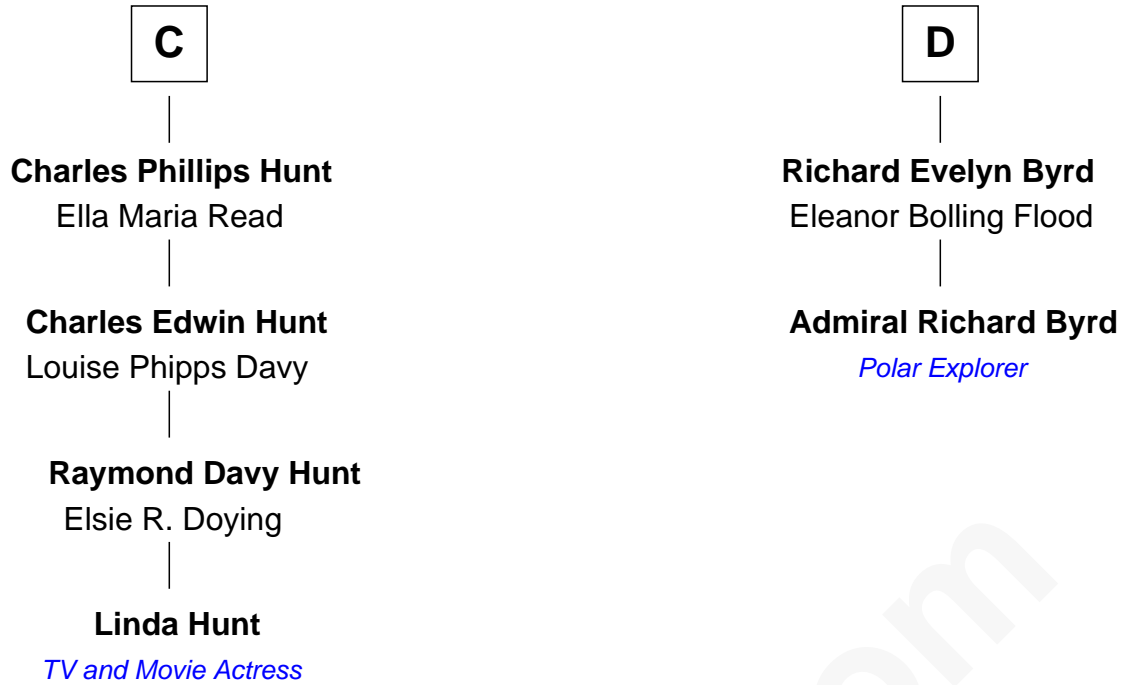 C
Charles Phillips Hunt
Ella Maria Read
Charles Edwin Hunt
Louise Phipps Davy
Raymond Davy Hunt
Elsie R. Doying
Linda Hunt
TV and Movie Actress
D
Richard Evelyn Byrd
Eleanor Bolling Flood
Admiral Richard Byrd
Polar Explorer